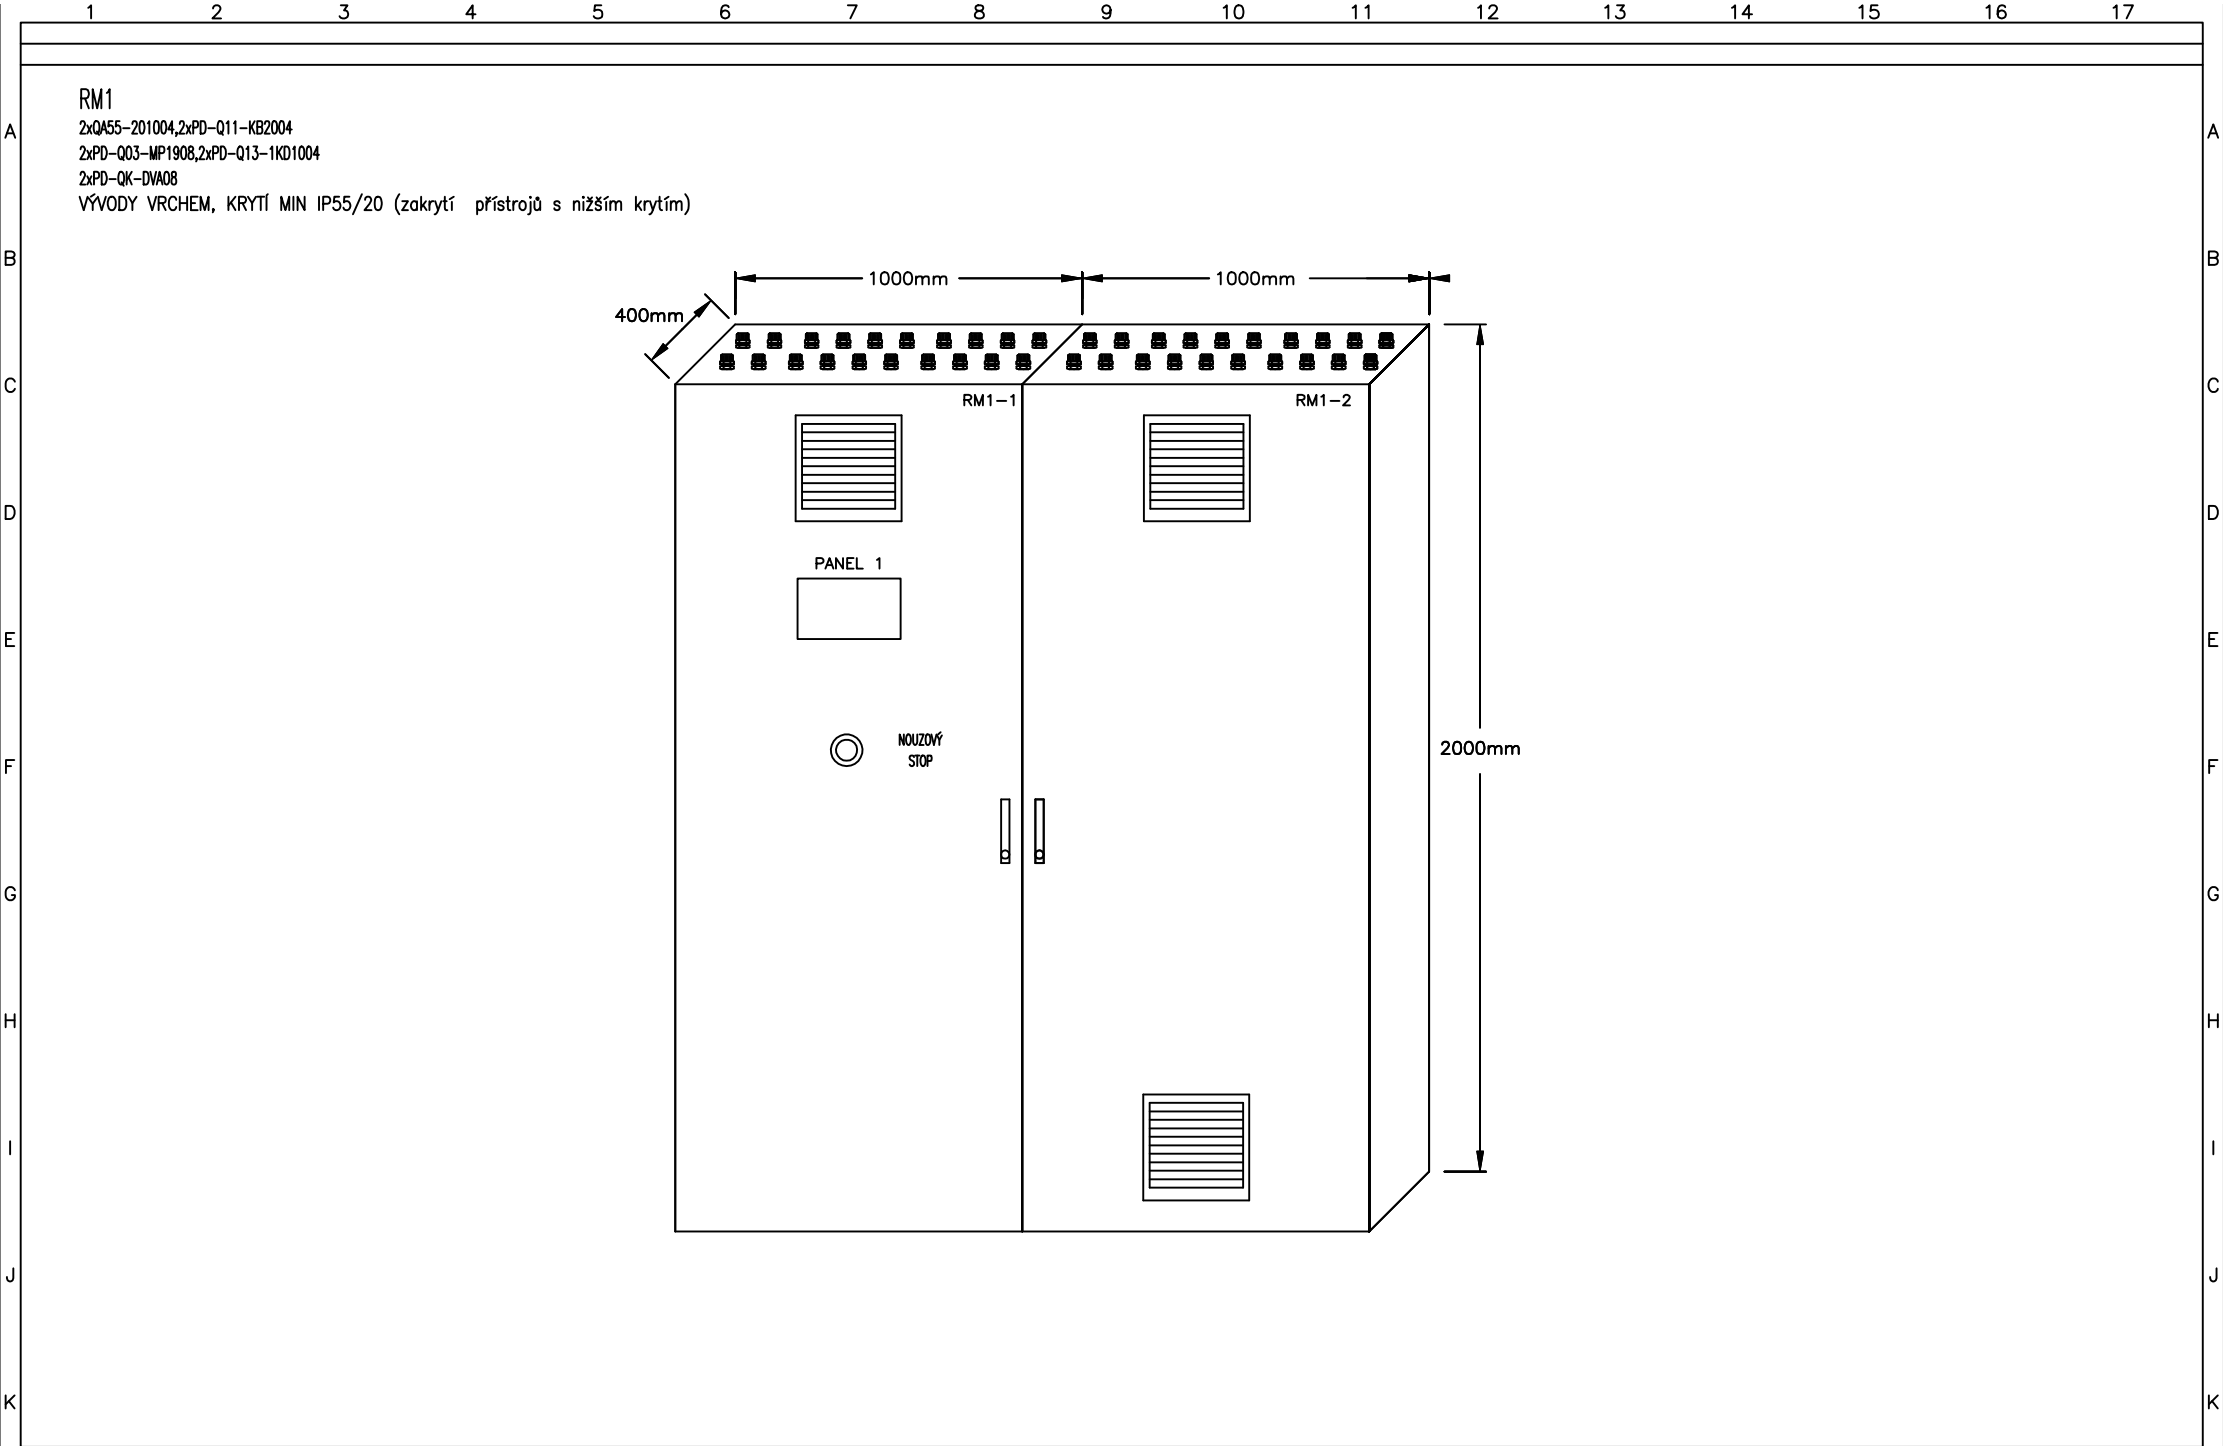 1 2 3 4 5 6 7 8 9 10 11 12 13 14 15 16 17
RM1
2xQA55-201004,2xPD-Q11-KB2004
A A
2xPD-Q03-MP1908,2xPD-Q13-1KD1004
2xPD-QK-DVA08
VÝVODY VRCHEM, KRYTÍ MIN IP55/20 (zakrytí přístrojů s nižším krytím)
B B
1000mm 1000mm
400mm
C C
RM1-1 RM1-2
D D
PANEL 1
E E
NOUZOVÝ
STOP
2000mm
F F
G G
H H
I I
J J
K K